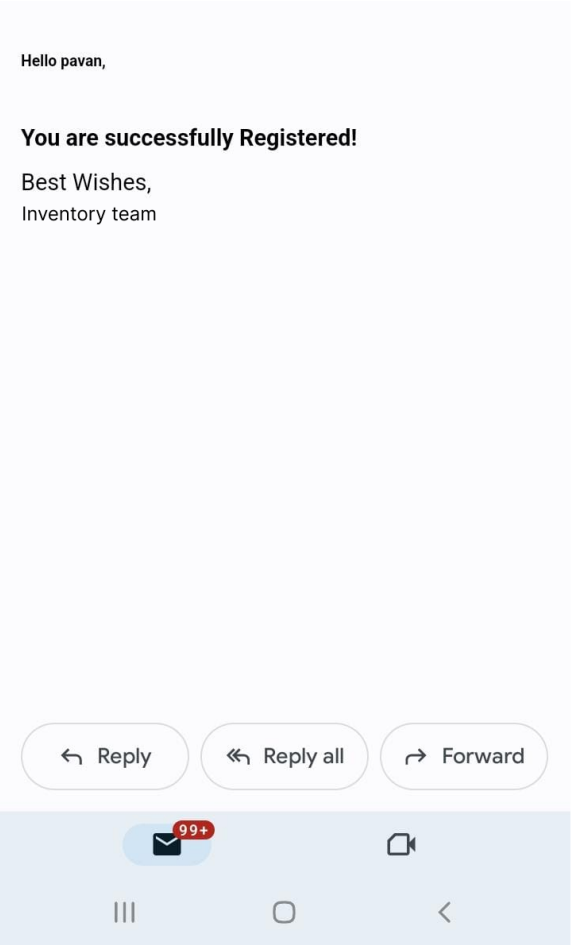 Hello pavan,
You are successfully Registered!
Best Wishes,
Inventory team
Reply
Reply all
Forward
99+